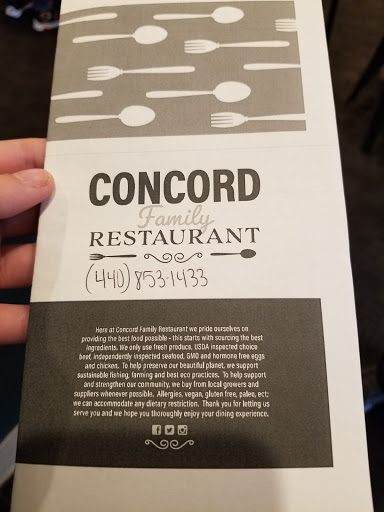 CONCORD
Family
RESTAURANT
(440) 853-1433
Here at Concord Family Restaurant we pride ourselves on
providing the best food possible - this starts with sourcing the best
ingredients. We only use fresh produce, USDA inspected choice
beef, independently inspected seafood, GMO and hormone free eggs
and chicken. To help preserve our beautiful planet, we support
sustainable fishing, farming and best eco practices. To help support
and strengthen our community, we buy from local growers and
suppliers whenever possible. Allergies, vegan, gluten free, paleo, ect;
we can accommodate any dietary restriction. Thank you for letting us
serve you and we hope you thoroughly enjoy your dining experience.